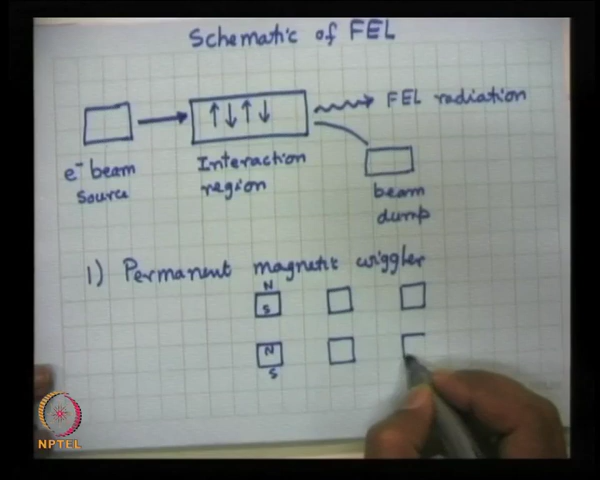 Schematic of FEL
FEL radiation
e⁻ beam
source
Interaction
region
beam
dump
1) Permanent magnetic wiggler
N
S
N
S
NPTEL